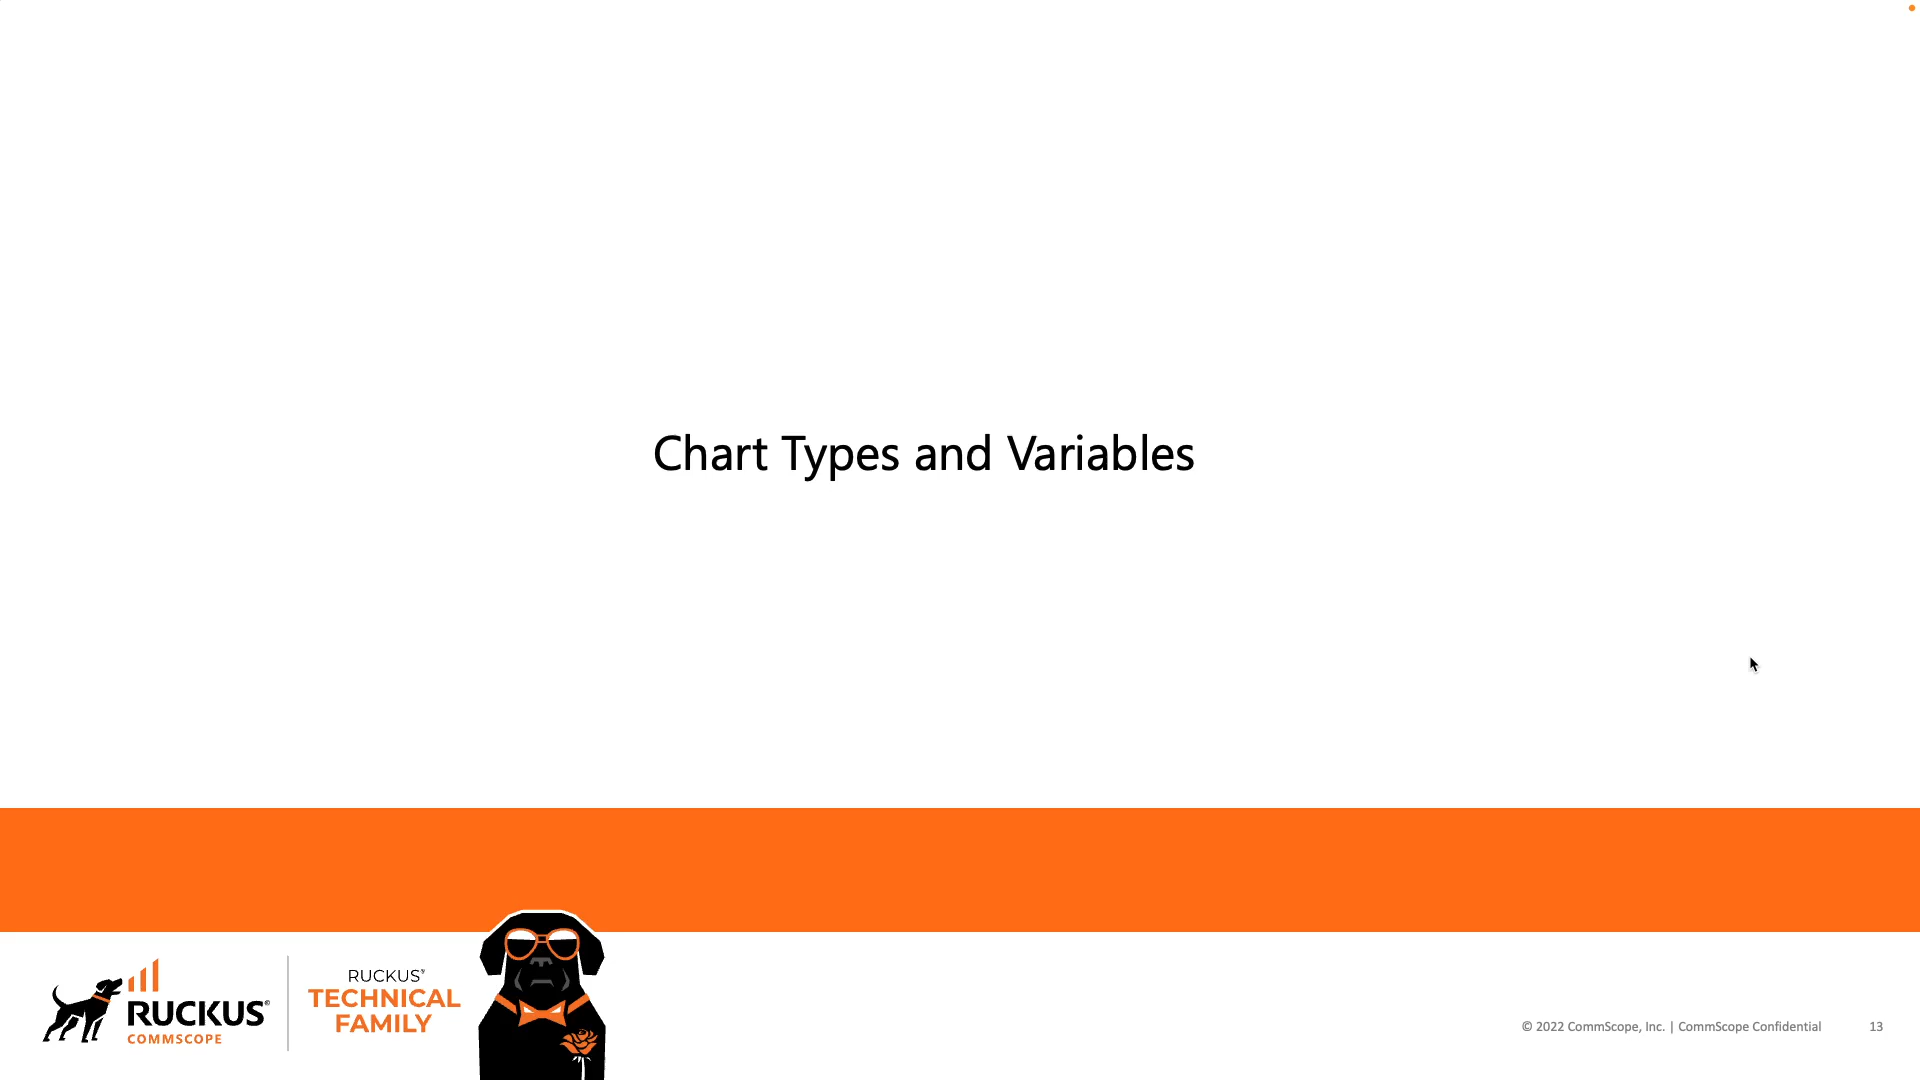 Chart Types and Variables
RUCKUS®
COMMSCOPE
RUCKUS®
TECHNICAL
FAMILY
© 2022 CommScope, Inc. | CommScope Confidential
13